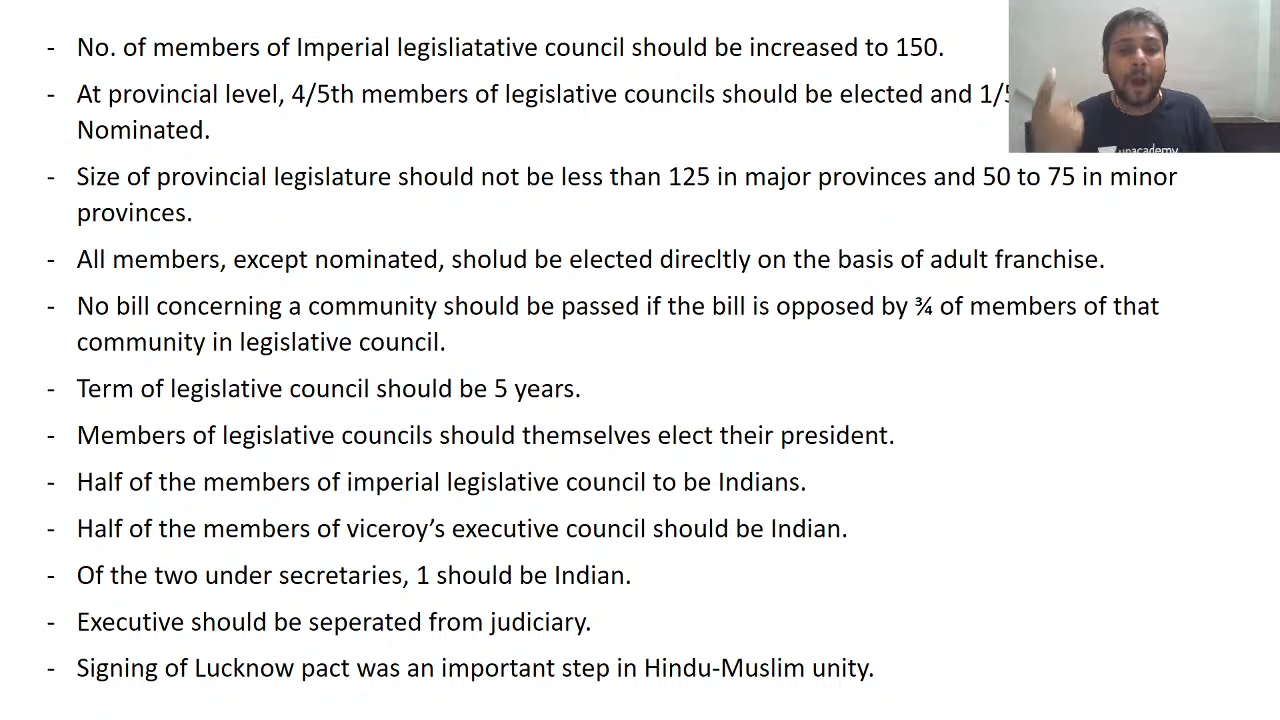 - No. of members of Imperial legisliatative council should be increased to 150.
- At provincial level, 4/5th members of legislative councils should be elected and
Nominated.
- Size of provincial legislature should not be less than 125 in major provinces and 50 to 75 in minor
provinces.
- All members, except nominated, sholud be elected direcltly on the basis of adult franchise.
- No bill concerning a community should be passed if the bill is opposed by ¾ of members of that
community in legislative council.
- Term of legislative council should be 5 years.
- Members of legislative councils should themselves elect their president.
- Half of the members of imperial legislative council to be Indians.
- Half of the members of viceroy’s executive council should be Indian.
- Of the two under secretaries, 1 should be Indian.
- Executive should be seperated from judiciary.
- Signing of Lucknow pact was an important step in Hindu-Muslim unity.
unacademy